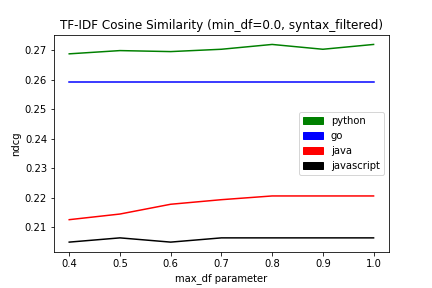 TF-IDF Cosine Similarity (min_df=0.0, syntax_filtered)
ndcg
0.27
0.26
0.25
0.24
0.23
0.22
0.21
python
go
java
javascript
0.4 0.5 0.6 0.7 0.8 0.9 1.0
max_df parameter